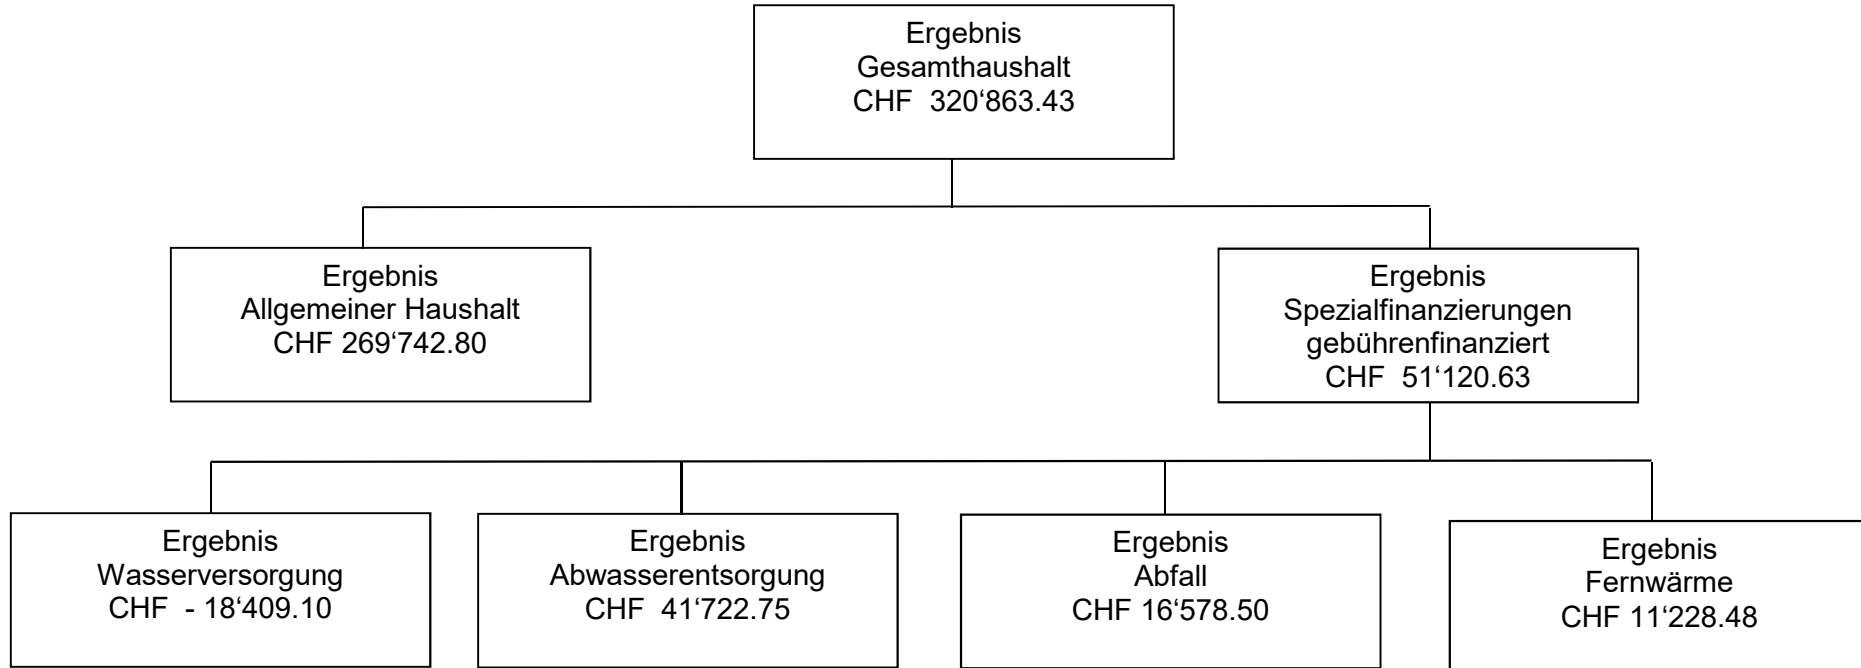 Ergebnis
Gesamthaushalt
CHF  320‘863.43
Ergebnis
Allgemeiner Haushalt
CHF 269‘742.80
Ergebnis
Spezialfinanzierungen
gebührenfinanziert
CHF  51‘120.63
Ergebnis
Wasserversorgung
CHF  - 18‘409.10
Ergebnis
Abwasserentsorgung
CHF  41‘722.75
Ergebnis
Abfall
CHF 16‘578.50
Ergebnis
Fernwärme
CHF 11‘228.48